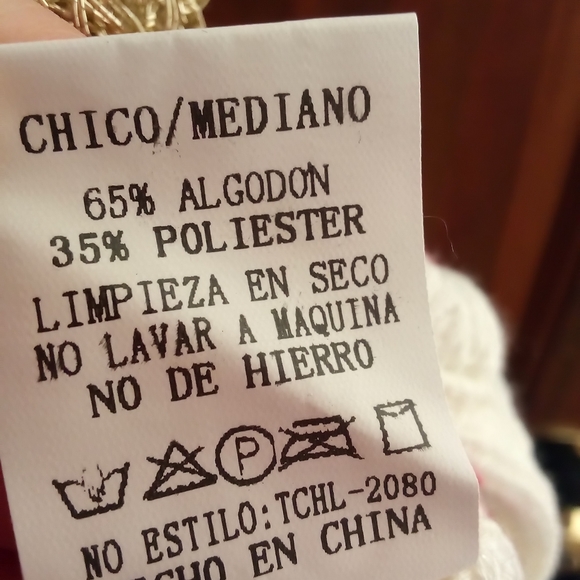 CHICO/MEDIANO
65% ALGODON
35% POLIESTER
LIMPIEZA EN SECO
NO LAVAR A MAQUINA
NO DE HIERRO
P
NO ESTILO:TCHL-2080
HECHO EN CHINA